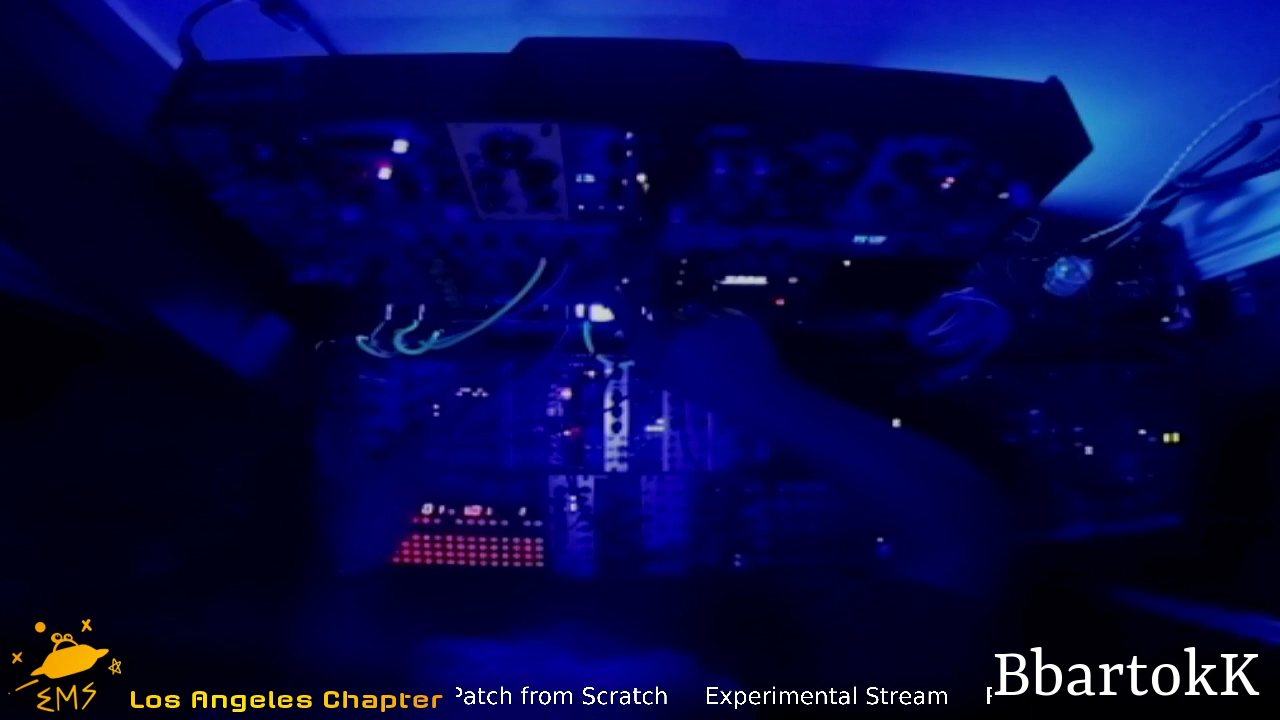 EMS
Los Angeles Chapter
Patch from Scratch Experimental Stream
BbartokK